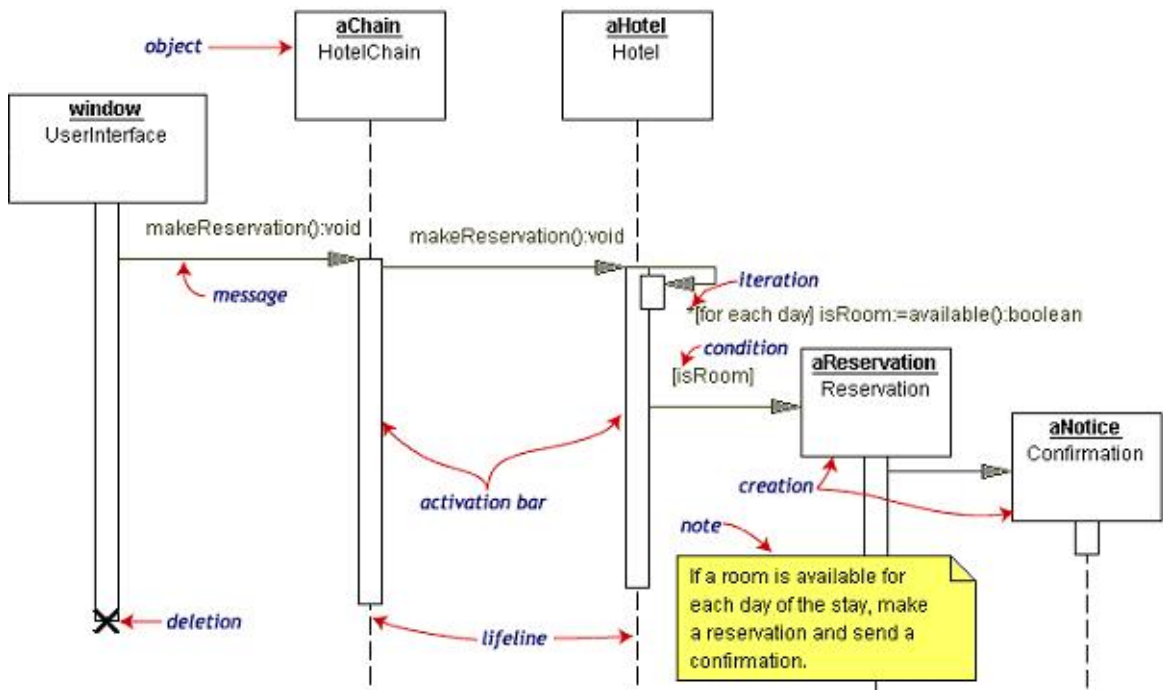 object
aChain
HotelChain
aHotel
Hotel
window
UserInterface
makeReservation():void
makeReservation():void
message
iteration
*[for each day] isRoom:=available():boolean
condition
[isRoom]
aReservation
Reservation
aNotice
Confirmation
activation bar
creation
note
If a room is available for
each day of the stay, make
a reservation and send a
confirmation.
deletion
lifeline